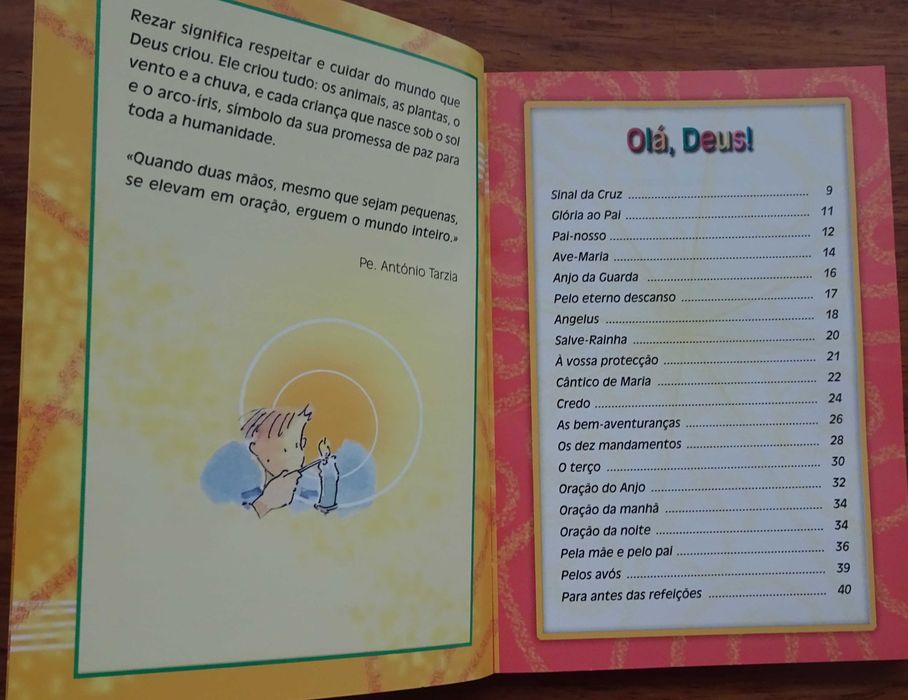 Rezar significa respeitar e cuidar do mundo que
Deus criou. Ele criou tudo: os animais, as plantas, o
vento e a chuva, e cada criança que nasce sob o sol
e o arco-íris, símbolo da sua promessa de paz para
toda a humanidade.
«Quando duas mãos, mesmo que sejam pequenas,
se elevam em oração, erguem o mundo inteiro.»
Pe. António Tarzia
Olá, Deus!
Sinal da Cruz ........ 9
Glória ao Pai ........ 11
Pai-nosso ........ 12
Ave-Maria ........ 14
Anjo da Guarda ........ 16
Pelo eterno descanso ........ 17
Angelus ........ 18
Salve-Rainha ........ 20
À vossa protecção ........ 21
Cântico de Maria ........ 22
Credo ........ 24
As bem-aventuranças ........ 26
Os dez mandamentos ........ 28
O terço ........ 30
Oração do Anjo ........ 32
Oração da manhã ........ 34
Oração da noite ........ 34
Pela mãe e pelo pai ........ 36
Pelos avós ........ 39
Para antes das refeições ........ 40